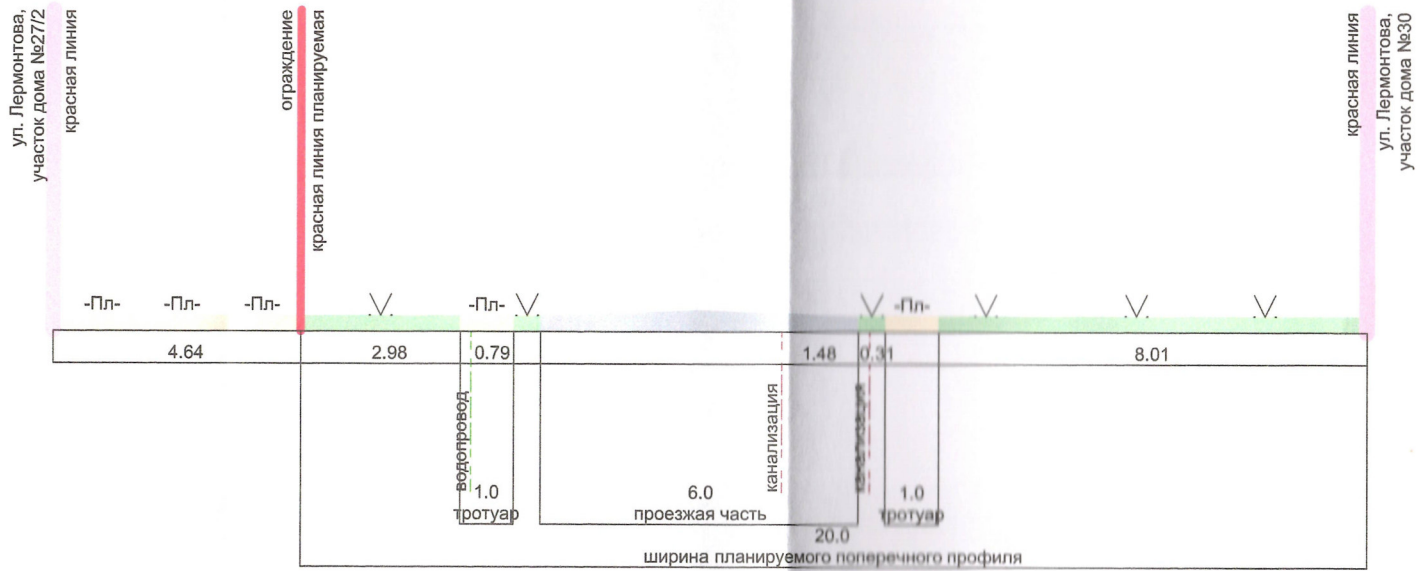 ул. Лермонтова,
участок дома №27/2
красная линия
ограждение
красная линия планируемая
красная линия
ул. Лермонтова,
участок дома №30
-Пл-
-Пл-
-Пл-
-Пл-
-Пл-
4.64
2.98
0.79
1.48
0.31
8.01
водопровод
канализация
канализация
1.0
тротуар
6.0
проезжая часть
1.0
тротуар
20.0
ширина планируемого поперечного профиля